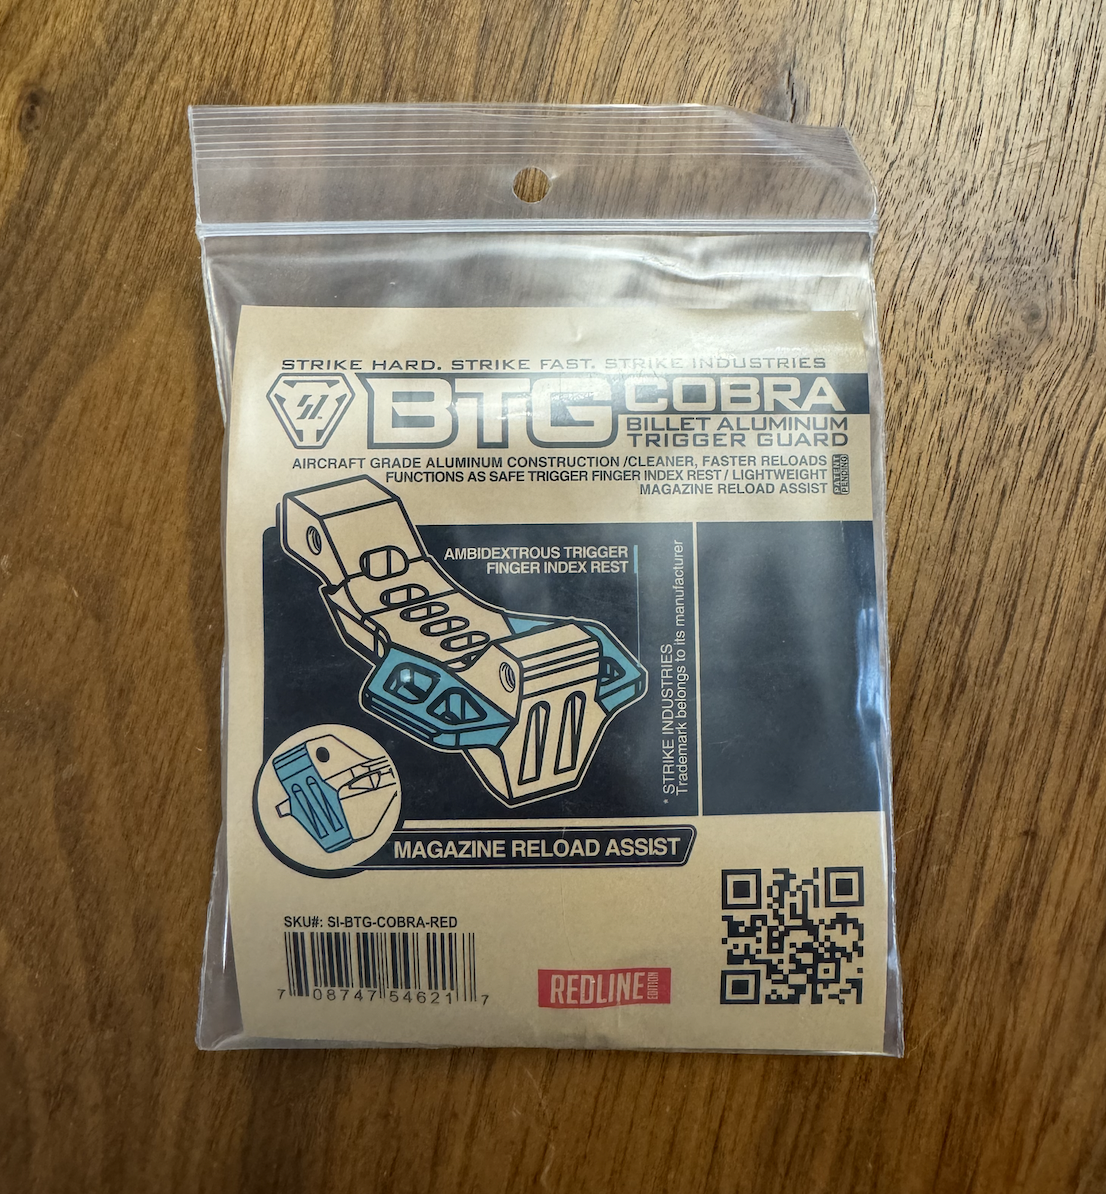 STRIKE HARD. STRIKE FAST. STRIKE INDUSTRIES
BTG COBRA
BILLET ALUMINUM
TRIGGER GUARD
AIRCRAFT GRADE ALUMINUM CONSTRUCTION /CLEANER, FASTER RELOADS
FUNCTIONS AS SAFE TRIGGER FINGER INDEX REST / LIGHTWEIGHT
MAGAZINE RELOAD ASSIST
PATENT
PENDING
AMBIDEXTROUS TRIGGER
FINGER INDEX REST
* STRIKE INDUSTRIES
Trademark belongs to its manufacturer
MAGAZINE RELOAD ASSIST
SKU#: SI-BTG-COBRA-RED
7 08747 54621 7
REDLINE EDITION